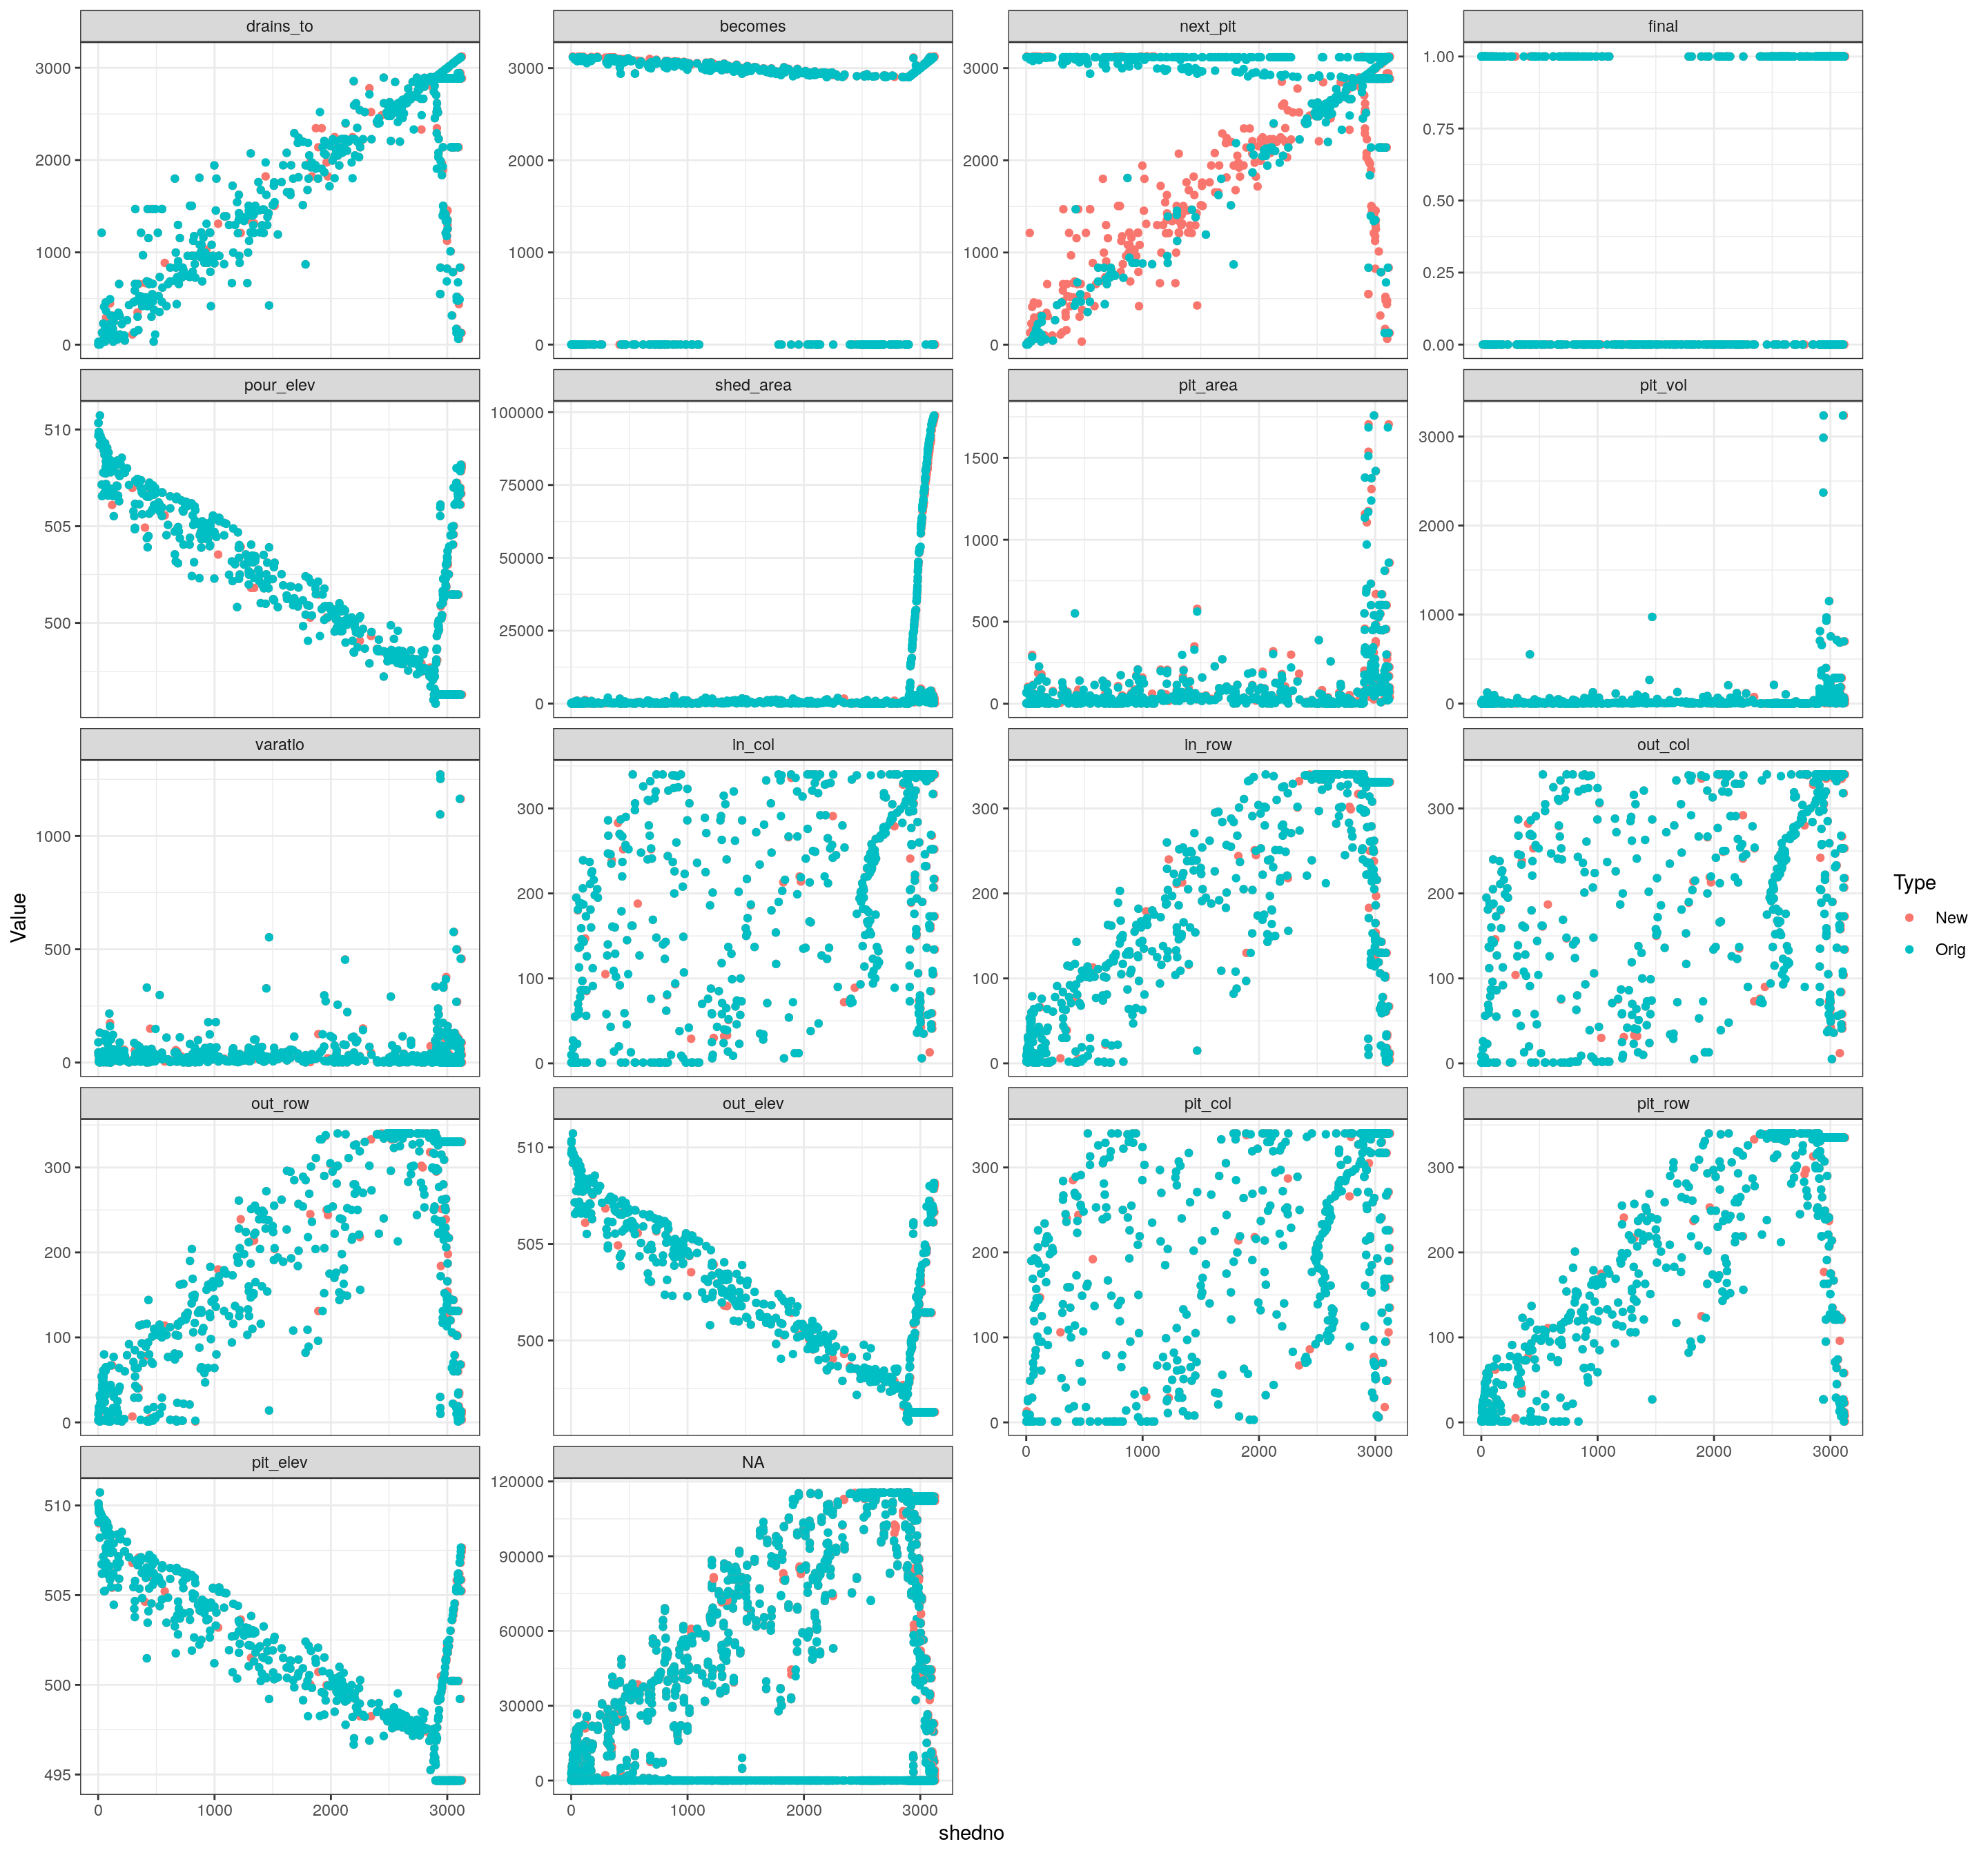 drains_to becomes next_pit final
3000 3000 3000 1.00
0.75
2000 2000 2000
0.50
1000 1000 1000
0.25
0 0 0 0.00
pour_elev shed_area pit_area pit_vol
510 100000
1500 3000
75000
505 1000 2000
50000
500 25000 500 1000
0 0 0
varatio in_col in_row out_col
1000 300 300 300
200 200 200
500
100 100 100
0 0 0 0
out_row out_elev pit_col pit_row
510
300 300 300
505
200 200 200
100 500 100 100
0 0 0
0 1000 2000 3000 0 1000 2000 3000
pit_elev NA
510 120000
90000
505
60000
500
30000
495 0
0 1000 2000 3000 0 1000 2000 3000
shedno
Value
Type
New
Orig